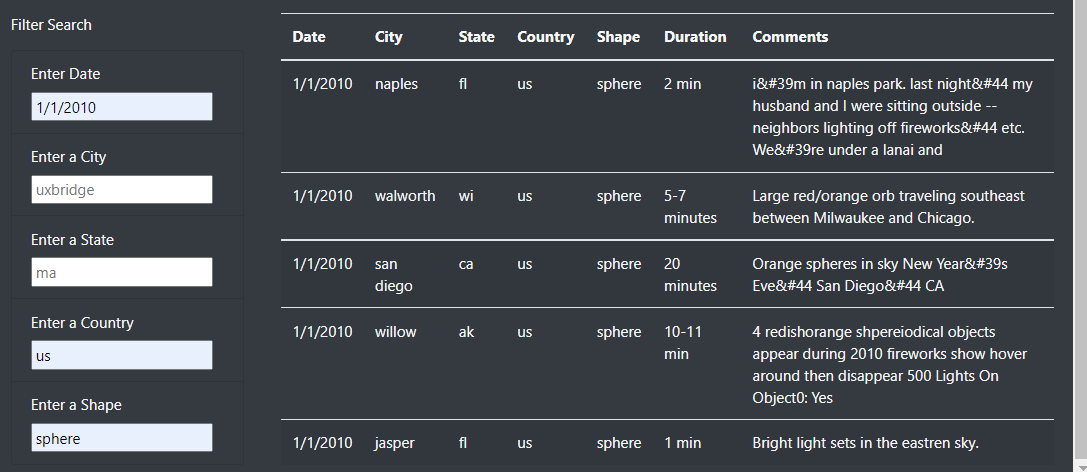 Filter Search
Enter Date
1/1/2010
Enter a City
uxbridge
Enter a State
ma
Enter a Country
us
Enter a Shape
sphere
Date City State Country Shape Duration Comments
1/1/2010 naples fl us sphere 2 min i&#39m in naples park. last night&#44 my
husband and I were sitting outside --
neighbors lighting off fireworks&#44 etc.
We&#39re under a lanai and
1/1/2010 walworth wi us sphere 5-7 Large red/orange orb traveling southeast
minutes between Milwaukee and Chicago.
1/1/2010 san ca us sphere 20 Orange spheres in sky New Year&#39s
diego minutes Eve&#44 San Diego&#44 CA
1/1/2010 willow ak us sphere 10-11 4 redishorange shpereiodical objects
min appear during 2010 fireworks show hover
around then disappear 500 Lights On
Object0: Yes
1/1/2010 jasper fl us sphere 1 min Bright light sets in the eastren sky.